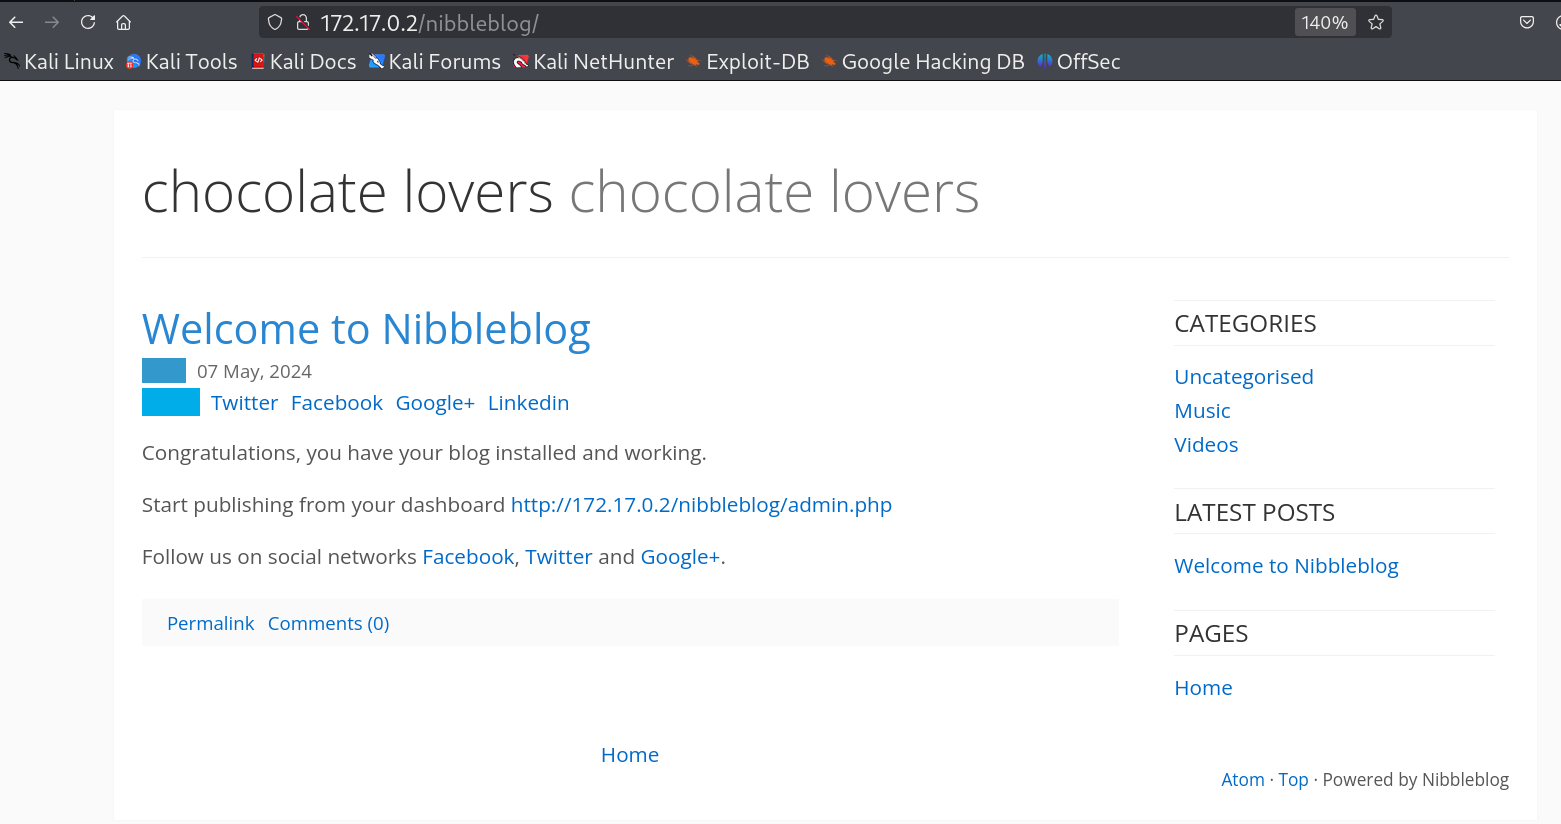 172.17.0.2/nibbleblog/ 140%
Kali Linux Kali Tools Kali Docs Kali Forums Kali NetHunter Exploit-DB Google Hacking DB OffSec
chocolate lovers chocolate lovers
Welcome to Nibbleblog
07 May, 2024
Twitter Facebook Google+ Linkedin
Congratulations, you have your blog installed and working.
Start publishing from your dashboard http://172.17.0.2/nibbleblog/admin.php
Follow us on social networks Facebook, Twitter and Google+.
Permalink Comments (0)
Home
CATEGORIES
Uncategorised
Music
Videos
LATEST POSTS
Welcome to Nibbleblog
PAGES
Home
Atom · Top · Powered by Nibbleblog